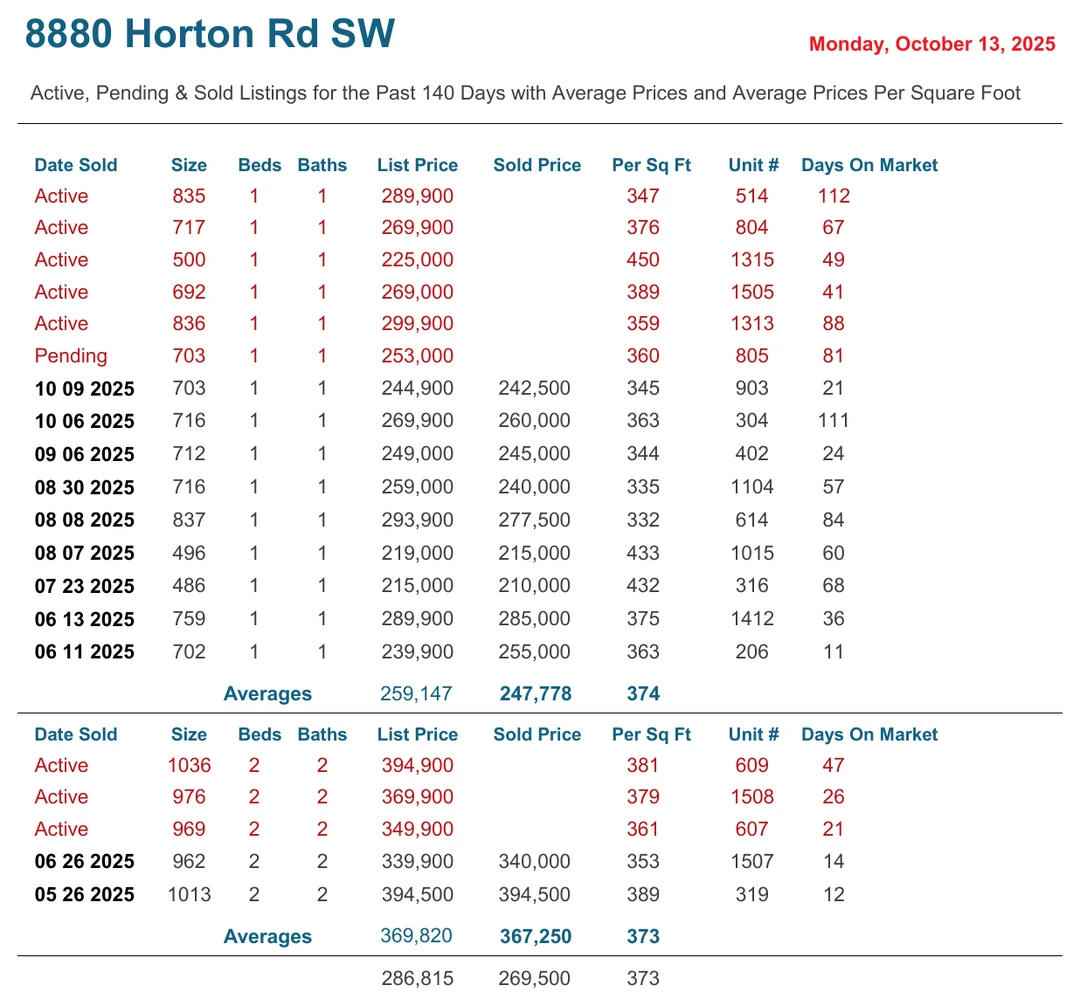 8880 Horton Rd SW
Monday, October 13, 2025
Active, Pending & Sold Listings for the Past 140 Days with Average Prices and Average Prices Per Square Foot
Date Sold Size Beds Baths List Price Sold Price Per Sq Ft Unit # Days On Market
Active 835 1 1 289,900 347 514 112
Active 717 1 1 269,900 376 804 67
Active 500 1 1 225,000 450 1315 49
Active 692 1 1 269,000 389 1505 41
Active 836 1 1 299,900 359 1313 88
Pending 703 1 1 253,000 360 805 81
10 09 2025 703 1 1 244,900 242,500 345 903 21
10 06 2025 716 1 1 269,900 260,000 363 304 111
09 06 2025 712 1 1 249,000 245,000 344 402 24
08 30 2025 716 1 1 259,000 240,000 335 1104 57
08 08 2025 837 1 1 293,900 277,500 332 614 84
08 07 2025 496 1 1 219,000 215,000 433 1015 60
07 23 2025 486 1 1 215,000 210,000 432 316 68
06 13 2025 759 1 1 289,900 285,000 375 1412 36
06 11 2025 702 1 1 239,900 255,000 363 206 11
Averages 259,147 247,778 374
Date Sold Size Beds Baths List Price Sold Price Per Sq Ft Unit # Days On Market
Active 1036 2 2 394,900 381 609 47
Active 976 2 2 369,900 379 1508 26
Active 969 2 2 349,900 361 607 21
06 26 2025 962 2 2 339,900 340,000 353 1507 14
05 26 2025 1013 2 2 394,500 394,500 389 319 12
Averages 369,820 367,250 373
286,815 269,500 373